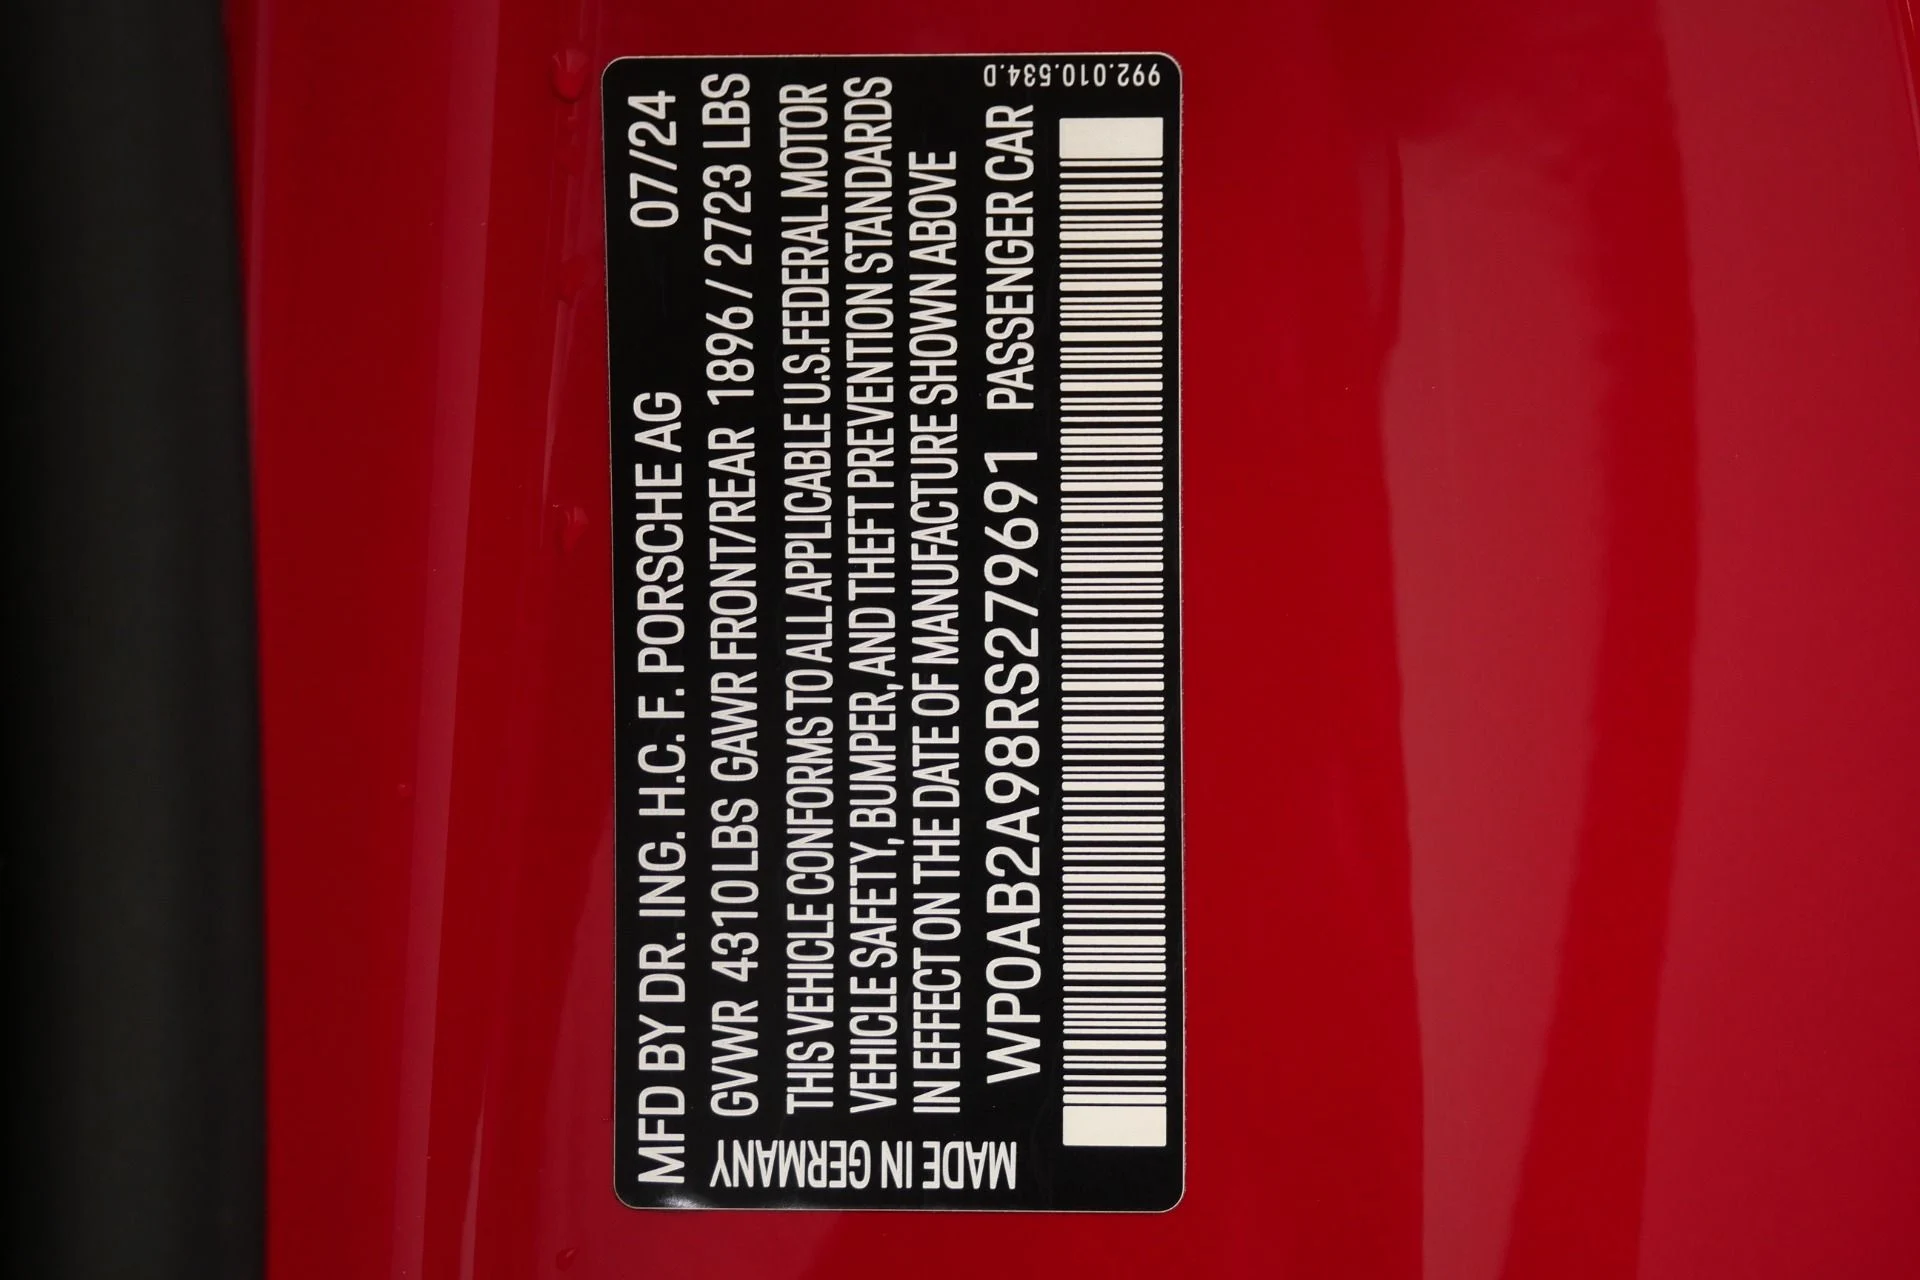 MFD BY DR. ING. H.C. F. PORSCHE AG 07/24
GVWR 4310 LBS GAWR FRONT/REAR 1896 / 2723 LBS
THIS VEHICLE CONFORMS TO ALL APPLICABLE U.S.FEDERAL MOTOR
VEHICLE SAFETY, BUMPER, AND THEFT PREVENTION STANDARDS
IN EFFECT ON THE DATE OF MANUFACTURE SHOWN ABOVE
WP0AB2A98RS279691 PASSENGER CAR
MADE IN GERMANY
992.010.534.D